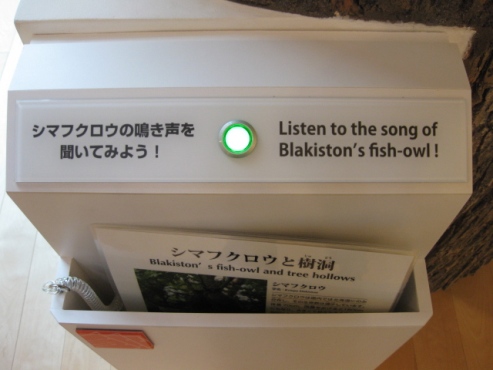 シマフクロウの鳴き声を
聞いてみよう！
Listen to the song of
Blakiston's fish-owl !
シマフクロウと樹洞
Blakiston's fish-owl and tree hollows
シマフクロウ